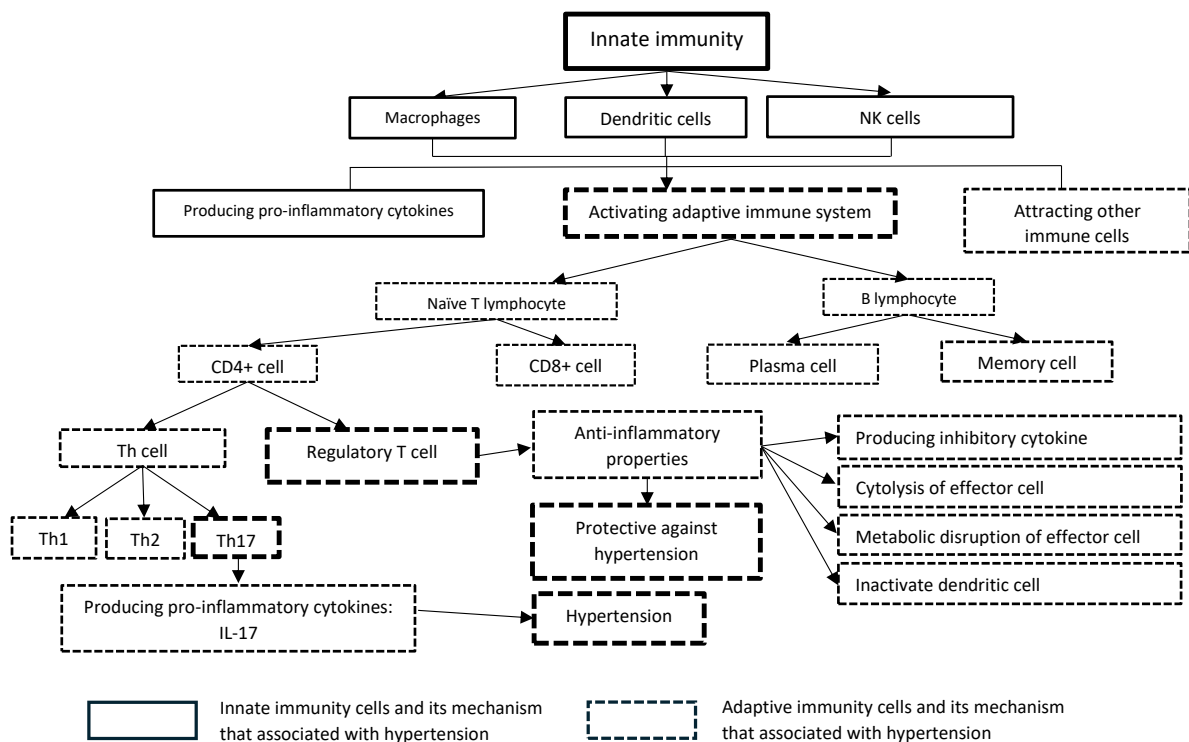 Innate immunity
Macrophages
Dendritic cells
NK cells
Producing pro-inflammatory cytokines
Activating adaptive immune system
Attracting other
immune cells
Naïve T lymphocyte
B lymphocyte
CD4+ cell
CD8+ cell
Plasma cell
Memory cell
Th cell
Regulatory T cell
Anti-inflammatory
properties
Producing inhibitory cytokine
Cytolysis of effector cell
Metabolic disruption of effector cell
Inactivate dendritic cell
Th1
Th2
Th17
Protective against
hypertension
Producing pro-inflammatory cytokines:
IL-17
Hypertension
Innate immunity cells and its mechanism
that associated with hypertension
Adaptive immunity cells and its mechanism
that associated with hypertension